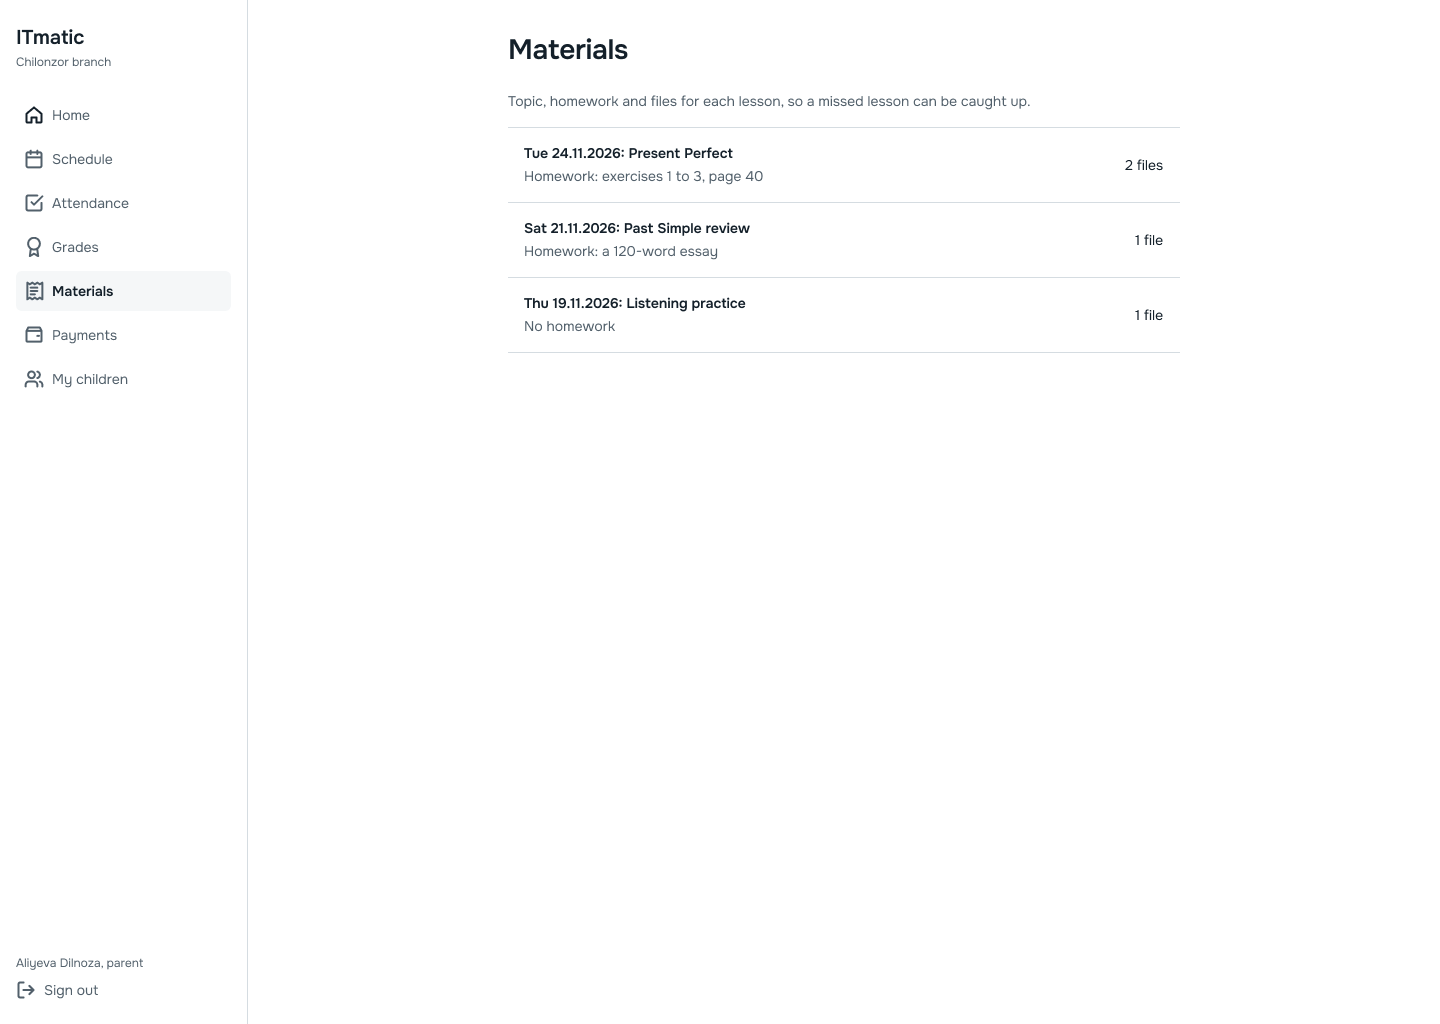 ITmatic
Chilonzor branch
Home
Schedule
Attendance
Grades
Materials
Payments
My children
Aliyeva Dilnoza, parent
Sign out
Materials
Topic, homework and files for each lesson, so a missed lesson can be caught up.
Tue 24.11.2026: Present Perfect
Homework: exercises 1 to 3, page 40
2 files
Sat 21.11.2026: Past Simple review
Homework: a 120-word essay
1 file
Thu 19.11.2026: Listening practice
No homework
1 file